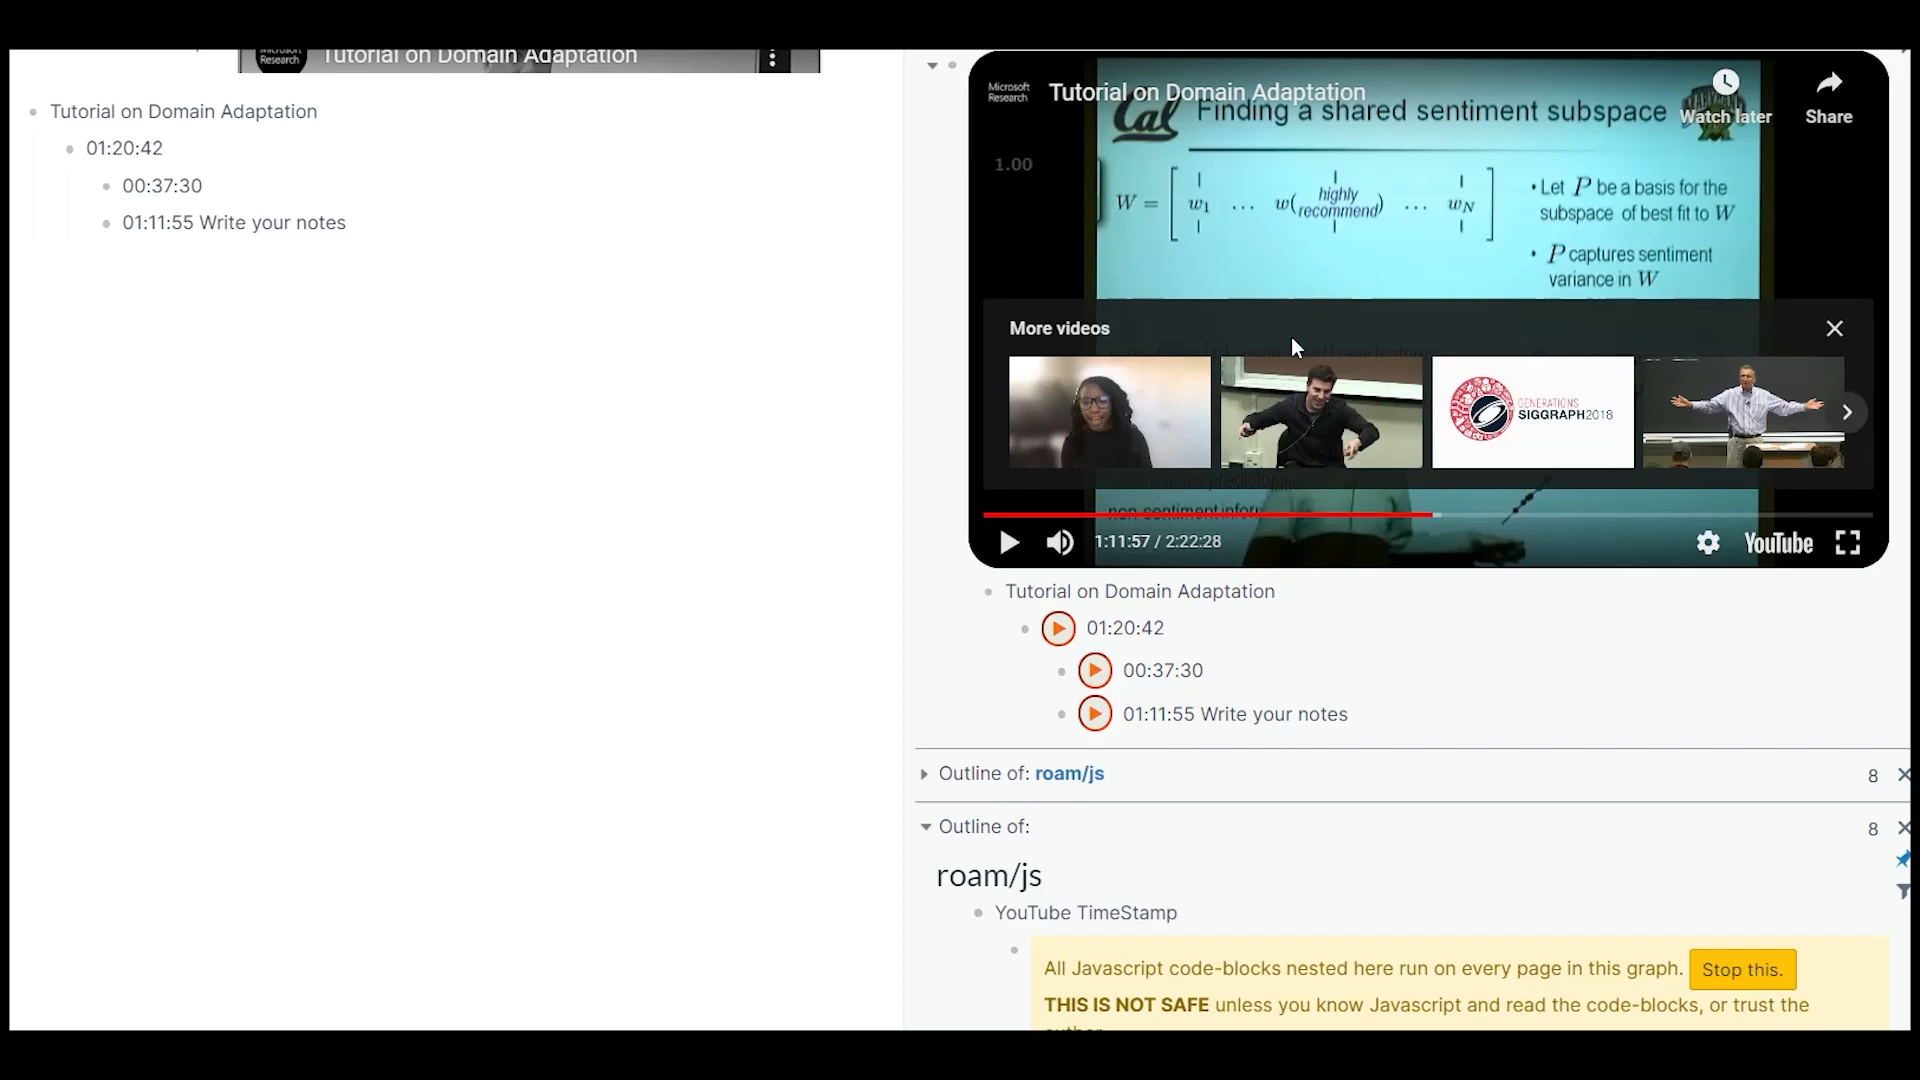 Research
Tutorial on Domain Adaptation
Tutorial on Domain Adaptation
01:20:42
00:37:30
01:11:55 Write your notes
Microsoft
Research
Tutorial on Domain Adaptation
Watch later
Share
Cal
Finding a shared sentiment subspace
1.00
W = [ w₁ ... w(highly recommend) ... w_N ]
• Let P be a basis for the
subspace of best fit to W
• P captures sentiment
variance in W
More videos
GENERATIONS
SIGGRAPH2018
1:11:57 / 2:22:28
YouTube
Tutorial on Domain Adaptation
01:20:42
00:37:30
01:11:55 Write your notes
Outline of: roam/js
8
Outline of:
8
roam/js
YouTube TimeStamp
All Javascript code-blocks nested here run on every page in this graph.
Stop this.
THIS IS NOT SAFE unless you know Javascript and read the code-blocks, or trust the